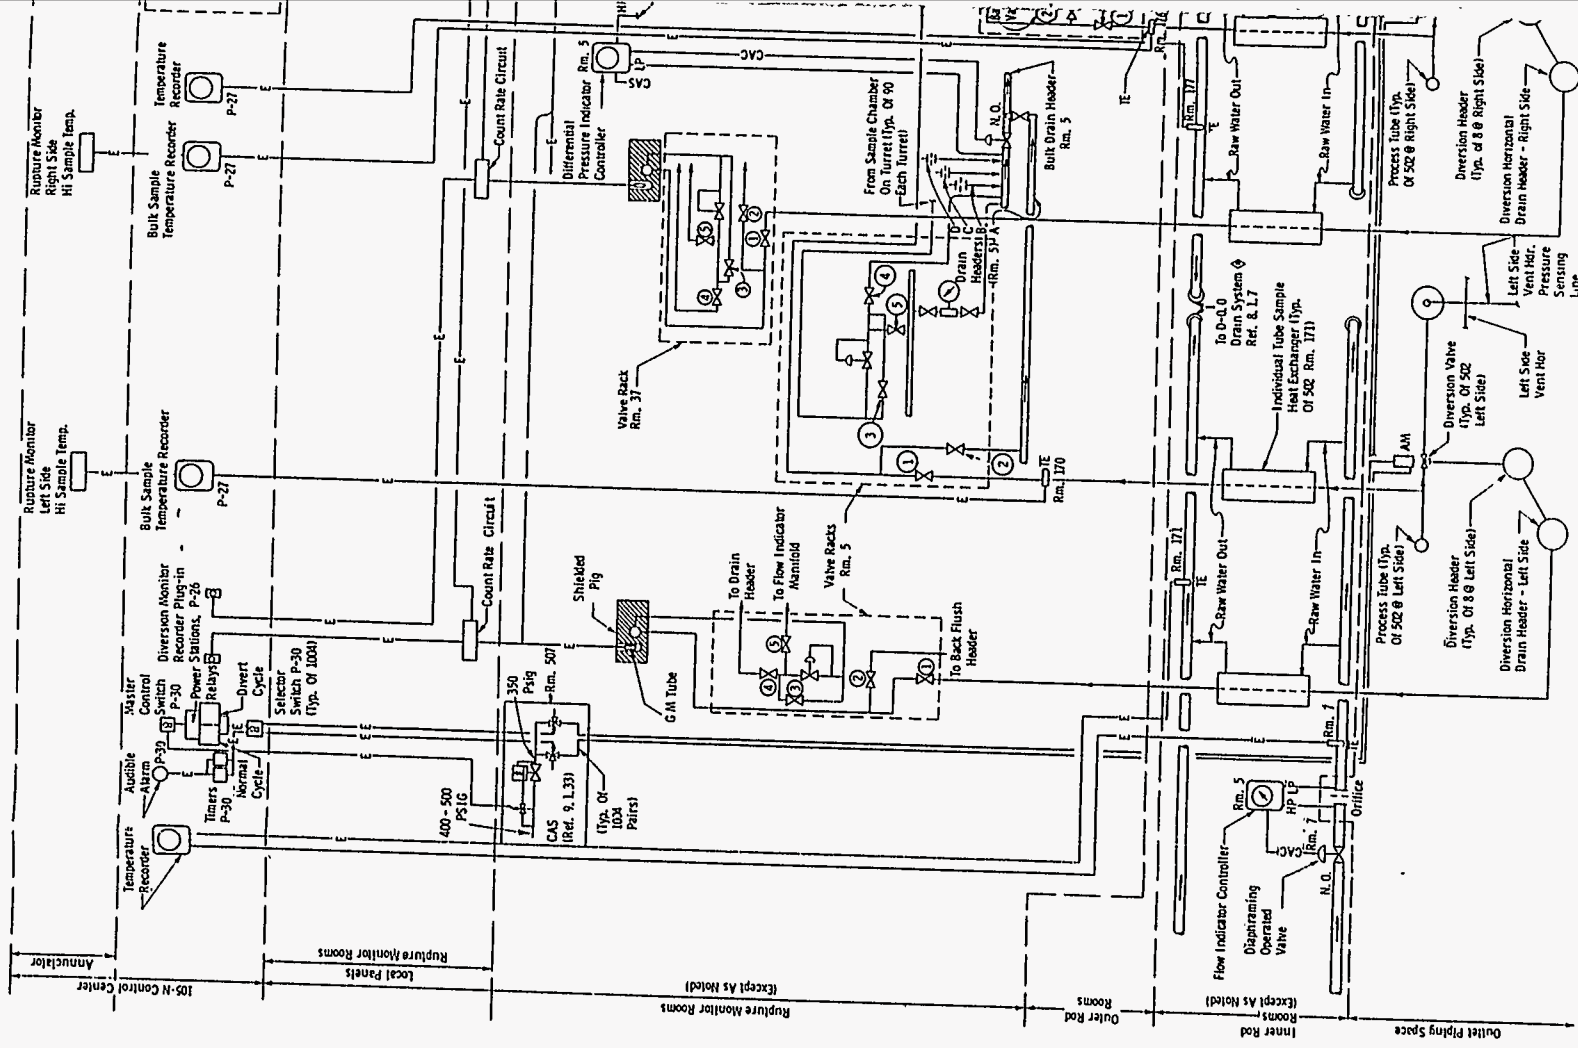 Rupture Monitor
Left Side
Hi Sample Temp.
Rupture Monitor
Right Side
Hi Sample Temp.
Audible
Alarm
P-30
Master
Control
Switch
P-30
Power
Relays
Diversion Monitor
Recorder Plug-in
Stations, P-26
Bulk Sample
Temperature Recorder
P-27
Bulk Sample
Temperature Recorder
P-27
Temperature
Recorder
P-27
Temperature
Recorder
Timers
P-30
Normal
Cycle
Divert
Cycle
Selector
Switch P-30
(Typ. Of 1004)
Count Rate Circuit
Count Rate Circuit
400 - 500
PSIG
350
Psig
Rm. 507
CAS
(Ref. 9.1.33)
(Typ. Of
1004
Pairs)
Shielded
Pig
G M Tube
Differential
Pressure Indicator
Controller
Rm. 5
LP
CAS
CAC
Valve Rack
Rm. 37
To Drain
Header
To Flow Indicator
Manifold
Valve Racks
Rm. 5
To Back Flush
Header
From Sample Chamber
On Turret (Typ. Of 90
Each Turret)
N.O.
Bulk Drain Header
Rm. 5
D
C
B
A
Drain
Headers
(Rm. 5)
TE
Rm. 170
TE
Rm. 177
TE
Rm. 171
TE
Raw Water Out
Raw Water In
Raw Water Out
Raw Water In
To D-0.0
Drain System
Ref. 8.1.7
Individual Tube Sample
Heat Exchanger (Typ.
Of 502 Rm. 171)
Process Tube (Typ.
Of 502 @ Right Side)
Diversion Header
(Typ. of 8 @ Right Side)
Diversion Horizontal
Drain Header - Right Side
Left Side
Vent Hdr.
Pressure
Sensing
Line
Left Side
Vent Hdr
Diversion Valve
(Typ. Of 502
Left Side)
AM
Process Tube (Typ.
Of 502 @ Left Side)
Diversion Header
(Typ. Of 8 @ Left Side)
Diversion Horizontal
Drain Header - Left Side
Rm. 1
TE
Rm. 5
HP
LP
Orifice
Rm. 7
CAC
N.O.
Flow Indicator Controller
Diaphraming
Operated
Valve
Annuciator
105-N Control Center
Local Panels
Rupture Monitor Rooms
Rupture Monitor Rooms
(Except As Noted)
Outer Rod
Rooms
Inner Rod
Rooms
(Except As Noted)
Outlet Piping Space